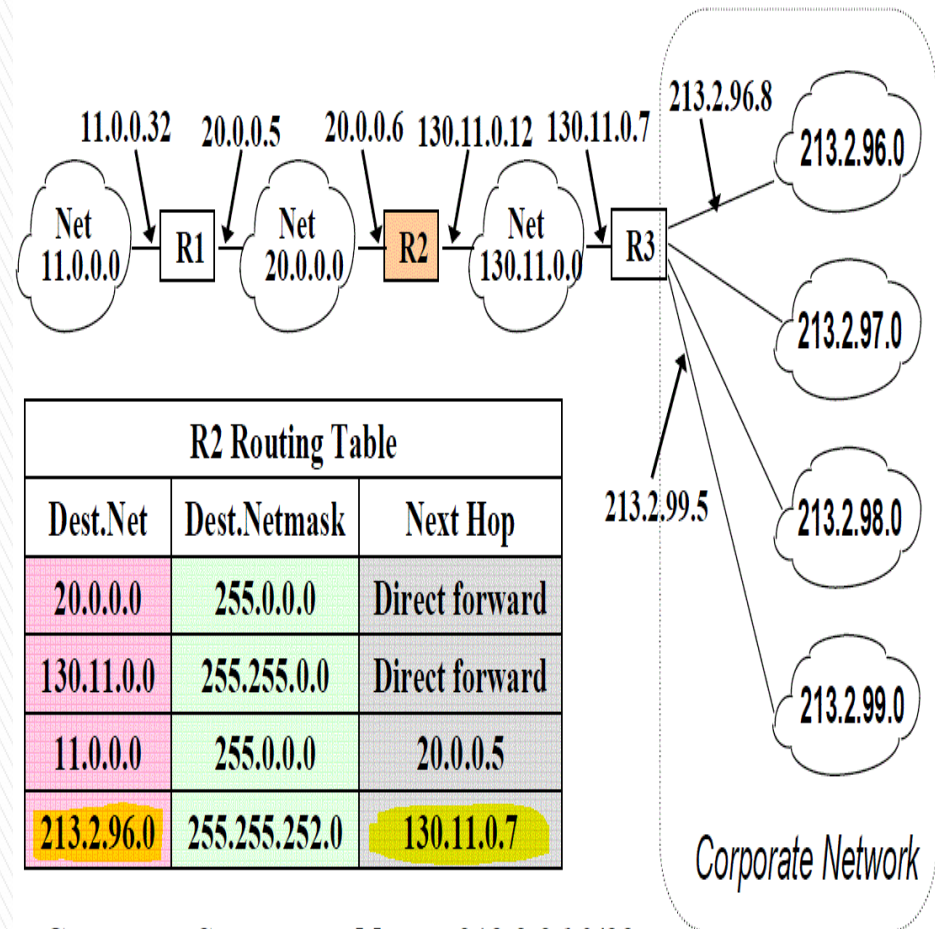 11.0.0.32
20.0.0.5
20.0.0.6
130.11.0.12
130.11.0.7
213.2.96.8
Net
11.0.0.0
R1
Net
20.0.0.0
R2
Net
130.11.0.0
R3
213.2.96.0
213.2.97.0
213.2.98.0
213.2.99.0
213.2.99.5
Corporate Network
R2 Routing Table
Dest.Net Dest.Netmask Next Hop
20.0.0.0 255.0.0.0 Direct forward
130.11.0.0 255.255.0.0 Direct forward
11.0.0.0 255.0.0.0 20.0.0.5
213.2.96.0 255.255.252.0 130.11.0.7